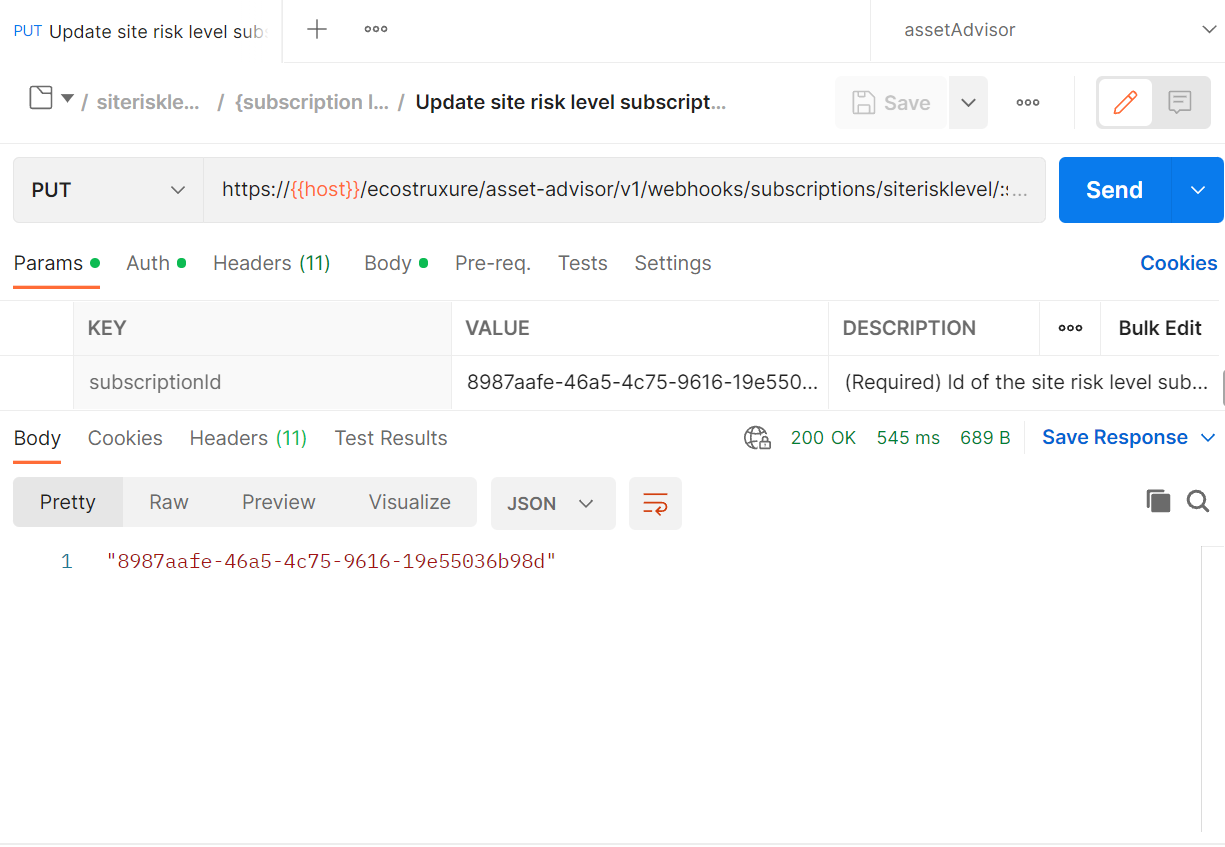 PUT Update site risk level subs
assetAdvisor
/ siteriskle... / {subscription I... / Update site risk level subscript...
Save
PUT
https://{{host}}/ecostruxure/asset-advisor/v1/webhooks/subscriptions/siterisklevel/:...
Send
Params Auth Headers (11) Body Pre-req. Tests Settings Cookies
KEY VALUE DESCRIPTION Bulk Edit
subscriptionId 8987aafe-46a5-4c75-9616-19e550... (Required) Id of the site risk level sub...
Body Cookies Headers (11) Test Results 200 OK 545 ms 689 B Save Response
Pretty Raw Preview Visualize JSON
1 "8987aafe-46a5-4c75-9616-19e55036b98d"